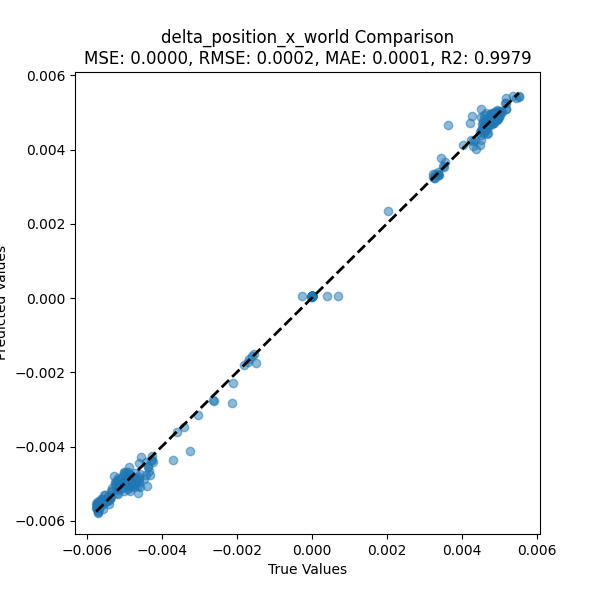 delta_position_x_world Comparison
MSE: 0.0000, RMSE: 0.0002, MAE: 0.0001, R2: 0.9979
0.006
0.004
0.002
0.000
−0.002
−0.004
−0.006
Predicted Values
−0.006 −0.004 −0.002 0.000 0.002 0.004 0.006
True Values